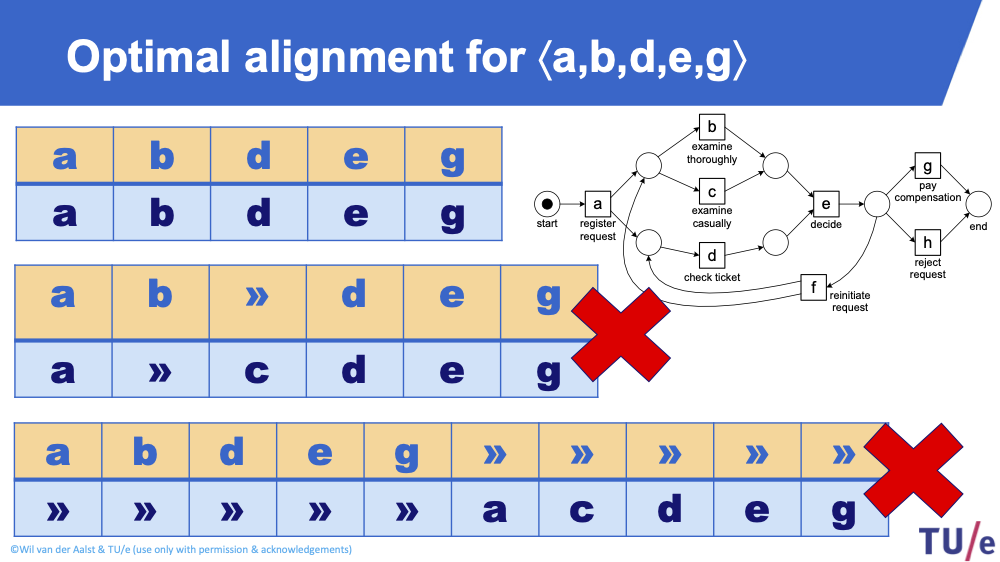 Optimal alignment for ⟨a,b,d,e,g⟩
a b d e g
a b d e g
a b » d e g
a » c d e g
a b d e g » » » » »
» » » » » a c d e g
start
a
register
request
b
examine
thoroughly
c
examine
casually
d
check ticket
e
decide
f
reinitiate
request
g
pay
compensation
h
reject
request
end
©Wil van der Aalst & TU/e (use only with permission & acknowledgements)
TU/e